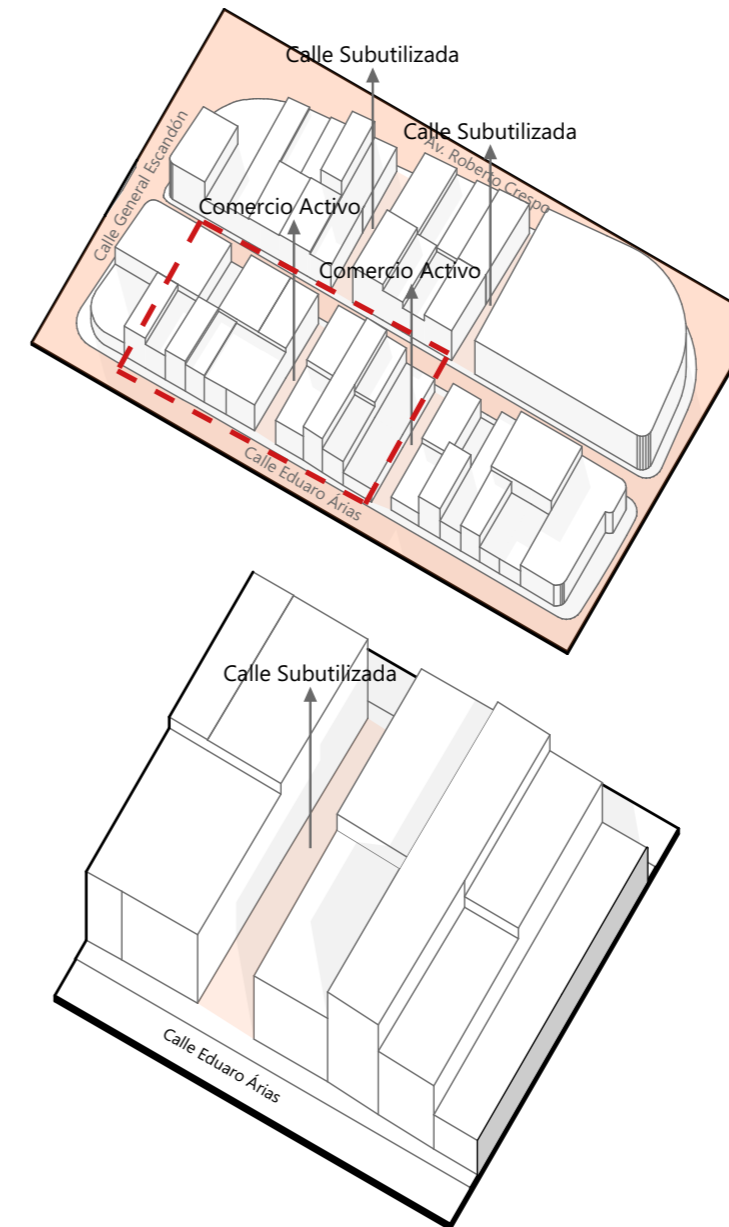 Calle Subutilizada
Calle Subutilizada
Av. Roberto Crespo
Calle General Escandón
Comercio Activo
Comercio Activo
Calle Eduaro Árias
Calle Subutilizada
Calle Eduaro Árias